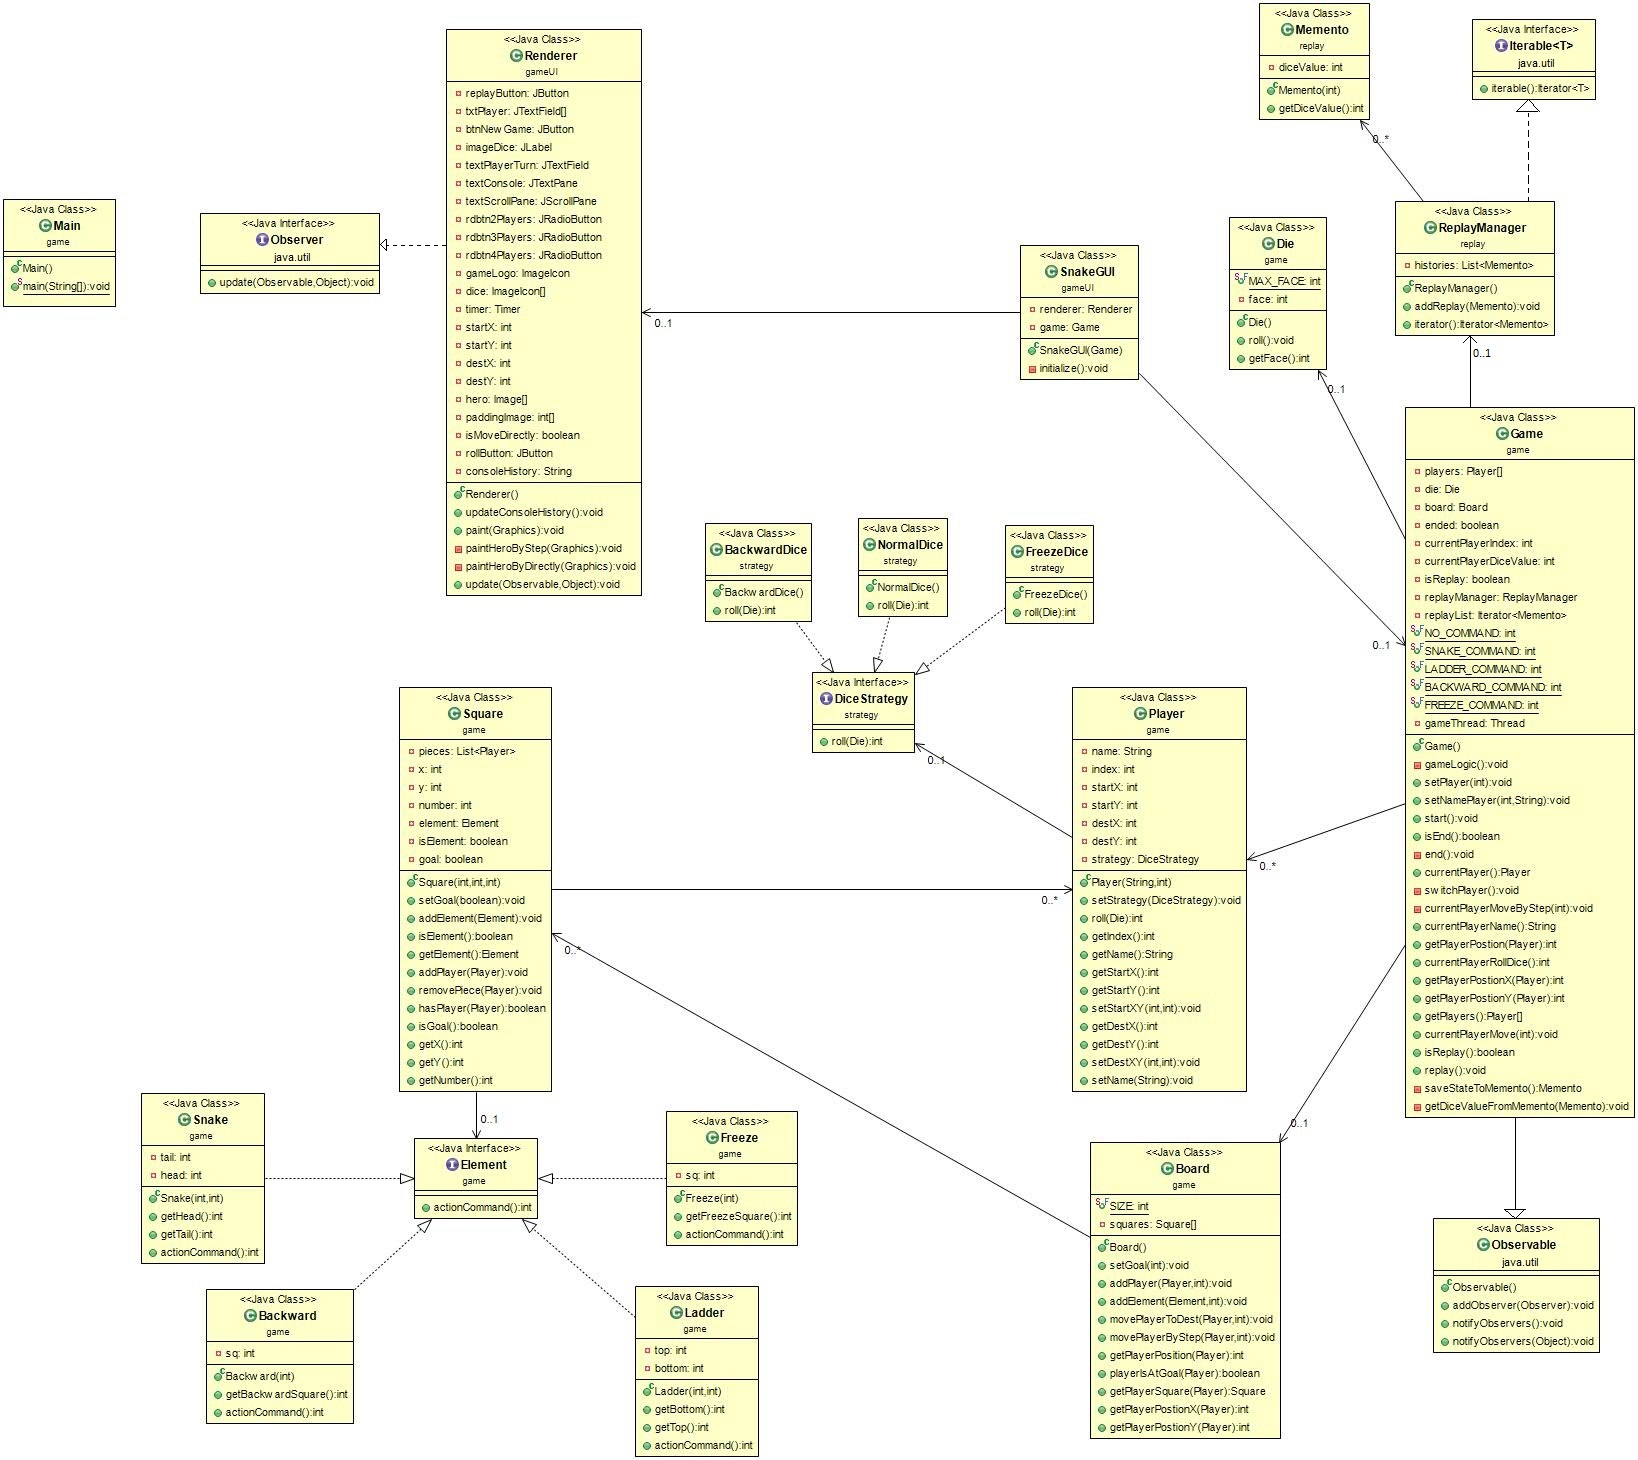 <<Java Class>>
Main
game
Main()
main(String[]):void
<<Java Interface>>
Observer
java.util
update(Observable,Object):void
<<Java Class>>
Renderer
gameUI
replayButton: JButton
txtPlayer: JTextField[]
btnNewGame: JButton
imageDice: JLabel
textPlayerTurn: JTextField
textConsole: JTextPane
textScrollPane: JScrollPane
rdbtn2Players: JRadioButton
rdbtn3Players: JRadioButton
rdbtn4Players: JRadioButton
gameLogo: ImageIcon
dice: ImageIcon[]
timer: Timer
startX: int
startY: int
destX: int
destY: int
hero: Image[]
paddingImage: int[]
isMoveDirectly: boolean
rollButton: JButton
consoleHistory: String
Renderer()
updateConsoleHistory():void
paint(Graphics):void
paintHeroByStep(Graphics):void
paintHeroByDirectly(Graphics):void
update(Observable,Object):void
0..1
<<Java Class>>
SnakeGUI
gameUI
renderer: Renderer
game: Game
SnakeGUI(Game)
initialize():void
0..1
<<Java Class>>
Memento
replay
diceValue: int
Memento(int)
getDiceValue():int
0..*
<<Java Interface>>
Iterable<T>
java.util
iterable():Iterator<T>
<<Java Class>>
ReplayManager
replay
histories: List<Memento>
ReplayManager()
addReplay(Memento):void
iterator():Iterator<Memento>
0..1
<<Java Class>>
Die
game
MAX_FACE: int
face: int
Die()
roll():void
getFace():int
0..1
<<Java Class>>
Game
game
players: Player[]
die: Die
board: Board
ended: boolean
currentPlayerIndex: int
currentPlayerDiceValue: int
isReplay: boolean
replayManager: ReplayManager
replayList: Iterator<Memento>
NO_COMMAND: int
SNAKE_COMMAND: int
LADDER_COMMAND: int
BACKWARD_COMMAND: int
FREEZE_COMMAND: int
gameThread: Thread
Game()
gameLogic():void
setPlayer(int):void
setNamePlayer(int,String):void
start():void
isEnd():boolean
end():void
currentPlayer():Player
switchPlayer():void
currentPlayerMoveByStep(int):void
currentPlayerName():String
getPlayerPostion(Player):int
currentPlayerRollDice():int
getPlayerPostionX(Player):int
getPlayerPostionY(Player):int
getPlayers():Player[]
currentPlayerMove(int):void
isReplay():boolean
replay():void
saveStateToMemento():Memento
getDiceValueFromMemento(Memento):void
<<Java Class>>
BackwardDice
strategy
BackwardDice()
roll(Die):int
<<Java Class>>
NormalDice
strategy
NormalDice()
roll(Die):int
<<Java Class>>
FreezeDice
strategy
FreezeDice()
roll(Die):int
<<Java Interface>>
DiceStrategy
strategy
roll(Die):int
0..1
<<Java Class>>
Square
game
pieces: List<Player>
x: int
y: int
number: int
element: Element
isElement: boolean
goal: boolean
Square(int,int,int)
setGoal(boolean):void
addElement(Element):void
isElement():boolean
getElement():Element
addPlayer(Player):void
removePiece(Player):void
hasPlayer(Player):boolean
isGoal():boolean
getX():int
getY():int
getNumber():int
0..*
0..*
0..1
<<Java Class>>
Player
game
name: String
index: int
startX: int
startY: int
destX: int
destY: int
strategy: DiceStrategy
Player(String,int)
setStrategy(DiceStrategy):void
roll(Die):int
getIndex():int
getName():String
getStartX():int
getStartY():int
setStartXY(int,int):void
getDestX():int
getDestY():int
setDestXY(int,int):void
setName(String):void
0..*
<<Java Class>>
Snake
game
tail: int
head: int
Snake(int,int)
getHead():int
getTail():int
actionCommand():int
<<Java Interface>>
Element
game
actionCommand():int
<<Java Class>>
Freeze
game
sq: int
Freeze(int)
getFreezeSquare():int
actionCommand():int
<<Java Class>>
Backward
game
sq: int
Backward(int)
getBackwardSquare():int
actionCommand():int
<<Java Class>>
Ladder
game
top: int
bottom: int
Ladder(int,int)
getBottom():int
getTop():int
actionCommand():int
0..1
<<Java Class>>
Board
game
SIZE: int
squares: Square[]
Board()
setGoal(int):void
addPlayer(Player,int):void
addElement(Element,int):void
movePlayerToDest(Player,int):void
movePlayerByStep(Player,int):void
getPlayerPosition(Player):int
playerIsAtGoal(Player):boolean
getPlayerSquare(Player):Square
getPlayerPostionX(Player):int
getPlayerPostionY(Player):int
<<Java Class>>
Observable
java.util
Observable()
addObserver(Observer):void
notifyObservers():void
notifyObservers(Object):void